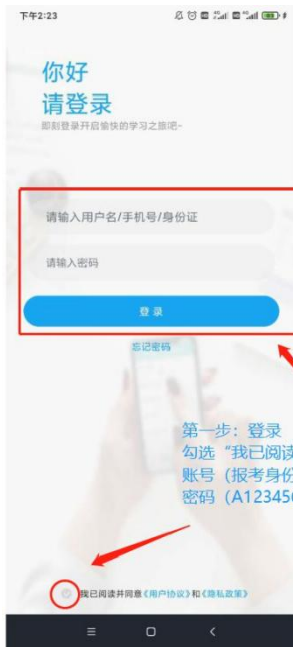 下午2:23
你好
请登录
即刻登录开启愉快的学习之旅吧~
请输入用户名/手机号/身份证
请输入密码
登 录
忘记密码
第一步：登录
勾选“我已阅读
账号（报考身份
密码（A123456
我已阅读并同意《用户协议》和《隐私政策》